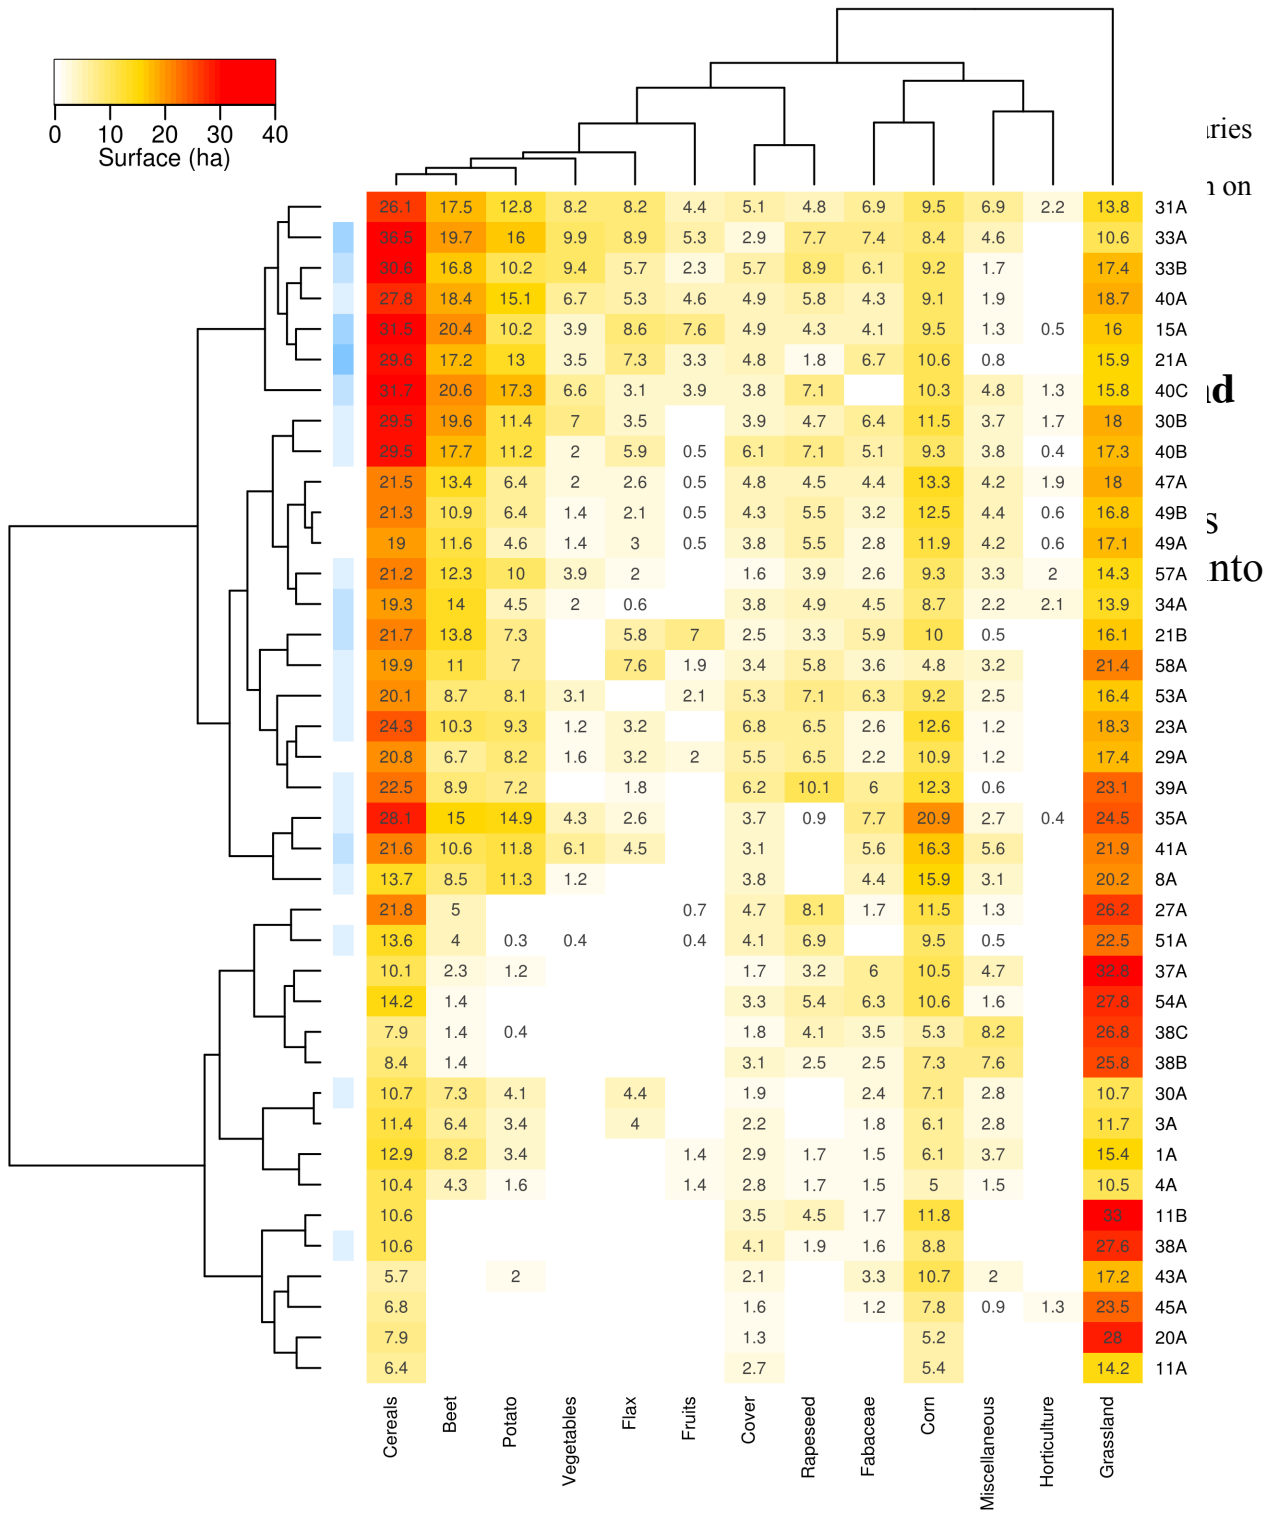 0 10 20 30 40
Surface (ha)
on
s
26.1 17.5 12.8 8.2 8.2 4.4 5.1 4.8 6.9 9.5 6.9 2.2 13.8 31A
36.5 19.7 16 9.9 8.9 5.3 2.9 7.7 7.4 8.4 4.6 10.6 33A
30.6 16.8 10.2 9.4 5.7 2.3 5.7 8.9 6.1 9.2 1.7 17.4 33B
27.8 18.4 15.1 6.7 5.3 4.6 4.9 5.8 4.3 9.1 1.9 18.7 40A
31.5 20.4 10.2 3.9 8.6 7.6 4.9 4.3 4.1 9.5 1.3 0.5 16 15A
29.6 17.2 13 3.5 7.3 3.3 4.8 1.8 6.7 10.6 0.8 15.9 21A
31.7 20.6 17.3 6.6 3.1 3.9 3.8 7.1 10.3 4.8 1.3 15.8 40C
29.5 19.6 11.4 7 3.5 3.9 4.7 6.4 11.5 3.7 1.7 18 30B
29.5 17.7 11.2 2 5.9 0.5 6.1 7.1 5.1 9.3 3.8 0.4 17.3 40B
21.5 13.4 6.4 2 2.6 0.5 4.8 4.5 4.4 13.3 4.2 1.9 18 47A
21.3 10.9 6.4 1.4 2.1 0.5 4.3 5.5 3.2 12.5 4.4 0.6 16.8 49B
19 11.6 4.6 1.4 3 0.5 3.8 5.5 2.8 11.9 4.2 0.6 17.1 49A
21.2 12.3 10 3.9 2 1.6 3.9 2.6 9.3 3.3 2 14.3 57A
19.3 14 4.5 2 0.6 3.8 4.9 4.5 8.7 2.2 2.1 13.9 34A
21.7 13.8 7.3 5.8 7 2.5 3.3 5.9 10 0.5 16.1 21B
19.9 11 7 7.6 1.9 3.4 5.8 3.6 4.8 3.2 21.4 58A
20.1 8.7 8.1 3.1 2.1 5.3 7.1 6.3 9.2 2.5 16.4 53A
24.3 10.3 9.3 1.2 3.2 6.8 6.5 2.6 12.6 1.2 18.3 23A
20.8 6.7 8.2 1.6 3.2 2 5.5 6.5 2.2 10.9 1.2 17.4 29A
22.5 8.9 7.2 1.8 6.2 10.1 6 12.3 0.6 23.1 39A
28.1 15 14.9 4.3 2.6 3.7 0.9 7.7 20.9 2.7 0.4 24.5 35A
21.6 10.6 11.8 6.1 4.5 3.1 5.6 16.3 5.6 21.9 41A
13.7 8.5 11.3 1.2 3.8 4.4 15.9 3.1 20.2 8A
21.8 5 0.7 4.7 8.1 1.7 11.5 1.3 26.2 27A
13.6 4 0.3 0.4 0.4 4.1 6.9 9.5 0.5 22.5 51A
10.1 2.3 1.2 1.7 3.2 6 10.5 4.7 32.8 37A
14.2 1.4 3.3 5.4 6.3 10.6 1.6 27.8 54A
7.9 1.4 0.4 1.8 4.1 3.5 5.3 8.2 26.8 38C
8.4 1.4 3.1 2.5 2.5 7.3 7.6 25.8 38B
10.7 7.3 4.1 4.4 1.9 2.4 7.1 2.8 10.7 30A
11.4 6.4 3.4 4 2.2 1.8 6.1 2.8 11.7 3A
12.9 8.2 3.4 1.4 2.9 1.7 1.5 6.1 3.7 15.4 1A
10.4 4.3 1.6 1.4 2.8 1.7 1.5 5 1.5 10.5 4A
10.6 3.5 4.5 1.7 11.8 33 11B
10.6 4.1 1.9 1.6 8.8 27.6 38A
5.7 2 2.1 3.3 10.7 2 17.2 43A
6.8 1.6 1.2 7.8 0.9 1.3 23.5 45A
7.9 1.3 5.2 28 20A
6.4 2.7 5.4 14.2 11A
Cereals
Beet
Potato
Vegetables
Flax
Fruits
Cover
Rapeseed
Fabaceae
Corn
Miscellaneous
Horticulture
Grassland